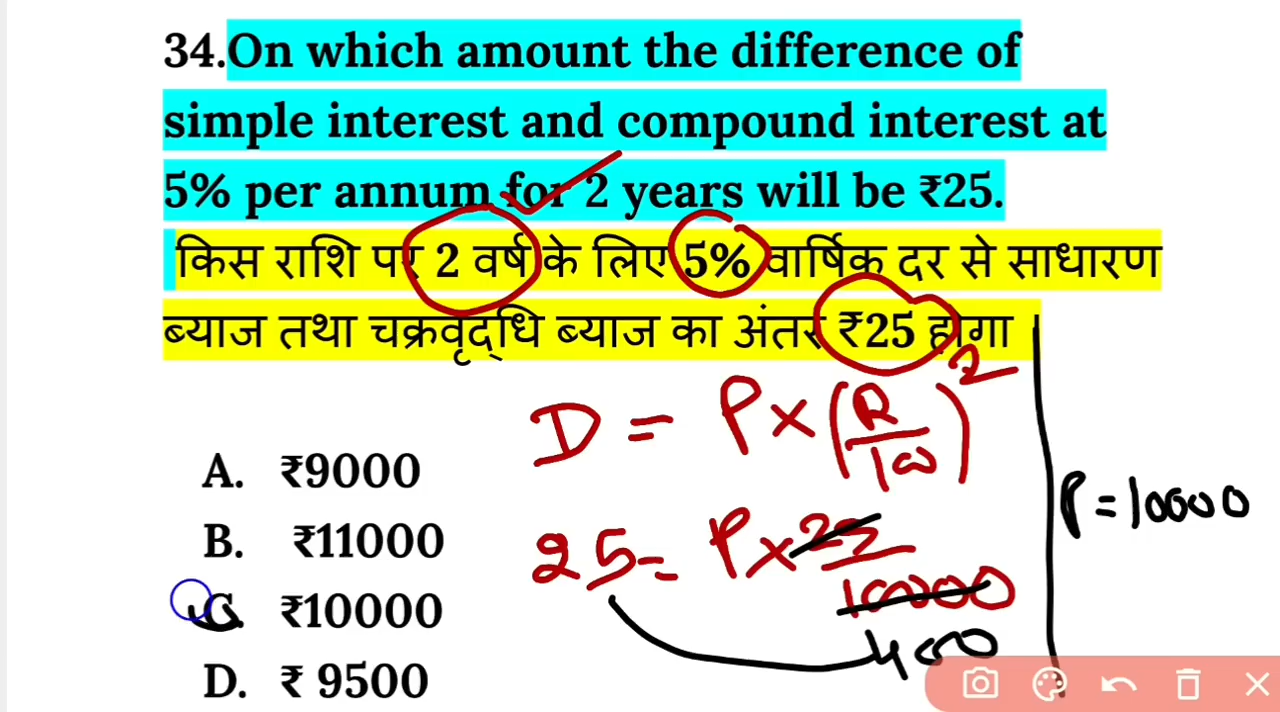 34.On which amount the difference of
simple interest and compound interest at
5% per annum for 2 years will be ₹25.
किस राशि पर 2 वर्ष के लिए 5% वार्षिक दर से साधारण
ब्याज तथा चक्रवृद्धि ब्याज का अंतर ₹25 होगा
D = P × (R/100)²
A. ₹9000
P = 10000
B. ₹11000
25 = P × 25/10000
C. ₹10000
400
D. ₹ 9500